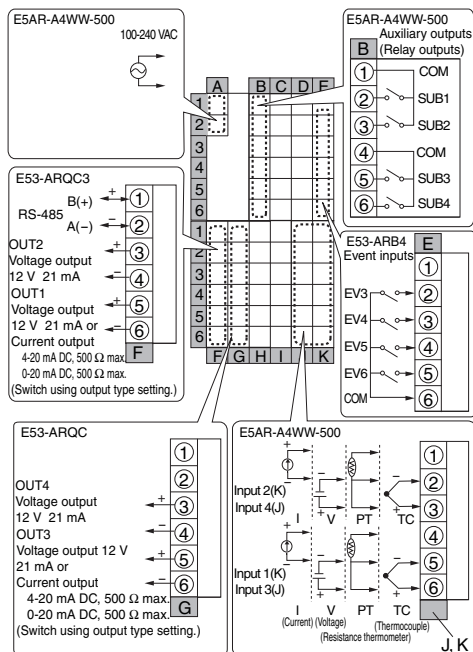 E5AR-A4WW-500
100-240 VAC
E5AR-A4WW-500
Auxiliary outputs
(Relay outputs)
B
1 COM
2 SUB1
3 SUB2
4 COM
5 SUB3
6 SUB4
A B C D E
1
2
3
4
5
6
1
2
3
4
5
6
F G H I J K
E53-ARQC3
RS-485
B(+) + 1
A(−) − 2
OUT2
Voltage output
12 V 21 mA
+ 3
− 4
OUT1
Voltage output
12 V 21 mA or
Current output
4-20 mA DC, 500 Ω max.
0-20 mA DC, 500 Ω max.
(Switch using output type setting.)
+ 5
− 6
F
E53-ARB4
Event inputs
E
1
EV3 2
EV4 3
EV5 4
EV6 5
COM 6
E53-ARQC
1
2
OUT4
Voltage output
12 V 21 mA
+ 3
− 4
OUT3
Voltage output 12 V
21 mA or
Current output
4-20 mA DC, 500 Ω max.
0-20 mA DC, 500 Ω max.
(Switch using output type setting.)
+ 5
− 6
G
E5AR-A4WW-500
Input 2(K)
Input 4(J)
+ − − +
I V PT TC
− +
1
2
3
Input 1(K)
Input 3(J)
+ − − +
I V PT TC
− +
4
5
6
(Current) (Voltage) (Thermocouple)
(Resistance thermometer)
J, K